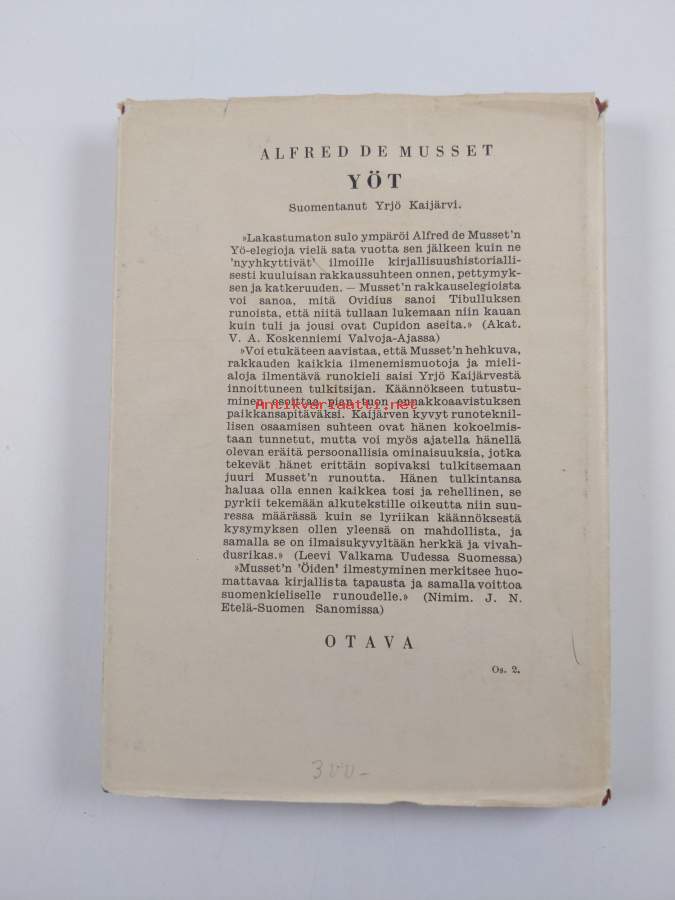 ALFRED DE MUSSET
YÖT
Suomentanut Yrjö Kaijärvi.
»Lakastumaton sulo ympäröi Alfred de Musset'n
Yö-elegioja vielä sata vuotta sen jälkeen kuin ne
'nyyhkyttivät' ilmoille kirjallisuushistorialli-
sesti kuuluisan rakkaussuhteen onnen, pettymyk-
sen ja katkeruuden. — Musset'n rakkauselegioista
voi sanoa, mitä Ovidius sanoi Tibulluksen
runoista, että niitä tullaan lukemaan niin kauan
kuin tuli ja jousi ovat Cupidon aseita.» (Akat.
V. A. Koskenniemi Valvoja-Ajassa)
»Voi etukäteen aavistaa, että Musset'n hehkuva,
rakkauden kaikkia ilmenemismuotoja ja mieli-
aloja ilmentävä runokieli saisi Yrjö Kaijärvestä
innoittuneen tulkitsijan. Käännökseen tutustu-
minen osoittaa pian tuon ennakkoaavistuksen
Antikvariaatti.net
paikkansapitäväksi. Kaijärven kyvyt runoteknil-
lisen osaamisen suhteen ovat hänen kokoelmis-
taan tunnetut, mutta voi myös ajatella hänellä
olevan eräitä persoonallisia ominaisuuksia, jotka
tekevät hänet erittäin sopivaksi tulkitsemaan
juuri Musset'n runoutta. Hänen tulkintansa
haluaa olla ennen kaikkea tosi ja rehellinen, se
pyrkii tekemään alkutekstille oikeutta niin suu-
ressa määrässä kuin se lyriikan käännöksestä
kysymyksen ollen yleensä on mahdollista, ja
samalla se on ilmaisukyvyltään herkkä ja vivah-
dusrikas.» (Leevi Valkama Uudessa Suomessa)
»Musset'n 'Öiden' ilmestyminen merkitsee huo-
mattavaa kirjallista tapausta ja samalla voittoa
suomenkieliselle runoudelle.» (Nimim. J. N.
Etelä-Suomen Sanomissa)
OTAVA
Os. 2.
300-